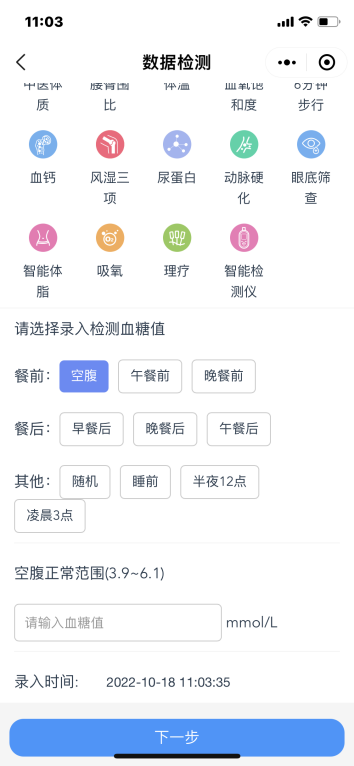 11:03
数据检测
中医体 腰臀围 体温 血氧饱 6分钟
质 比 和度 步行
血钙 风湿三 尿蛋白 动脉硬 眼底筛
项 化 查
智能体 吸氧 理疗 智能检
脂 测仪
请选择录入检测血糖值
餐前: 空腹 午餐前 晚餐前
餐后: 早餐后 晚餐后 午餐后
其他: 随机 睡前 半夜12点
凌晨3点
空腹正常范围(3.9~6.1)
请输入血糖值 mmol/L
录入时间: 2022-10-18 11:03:35
下一步